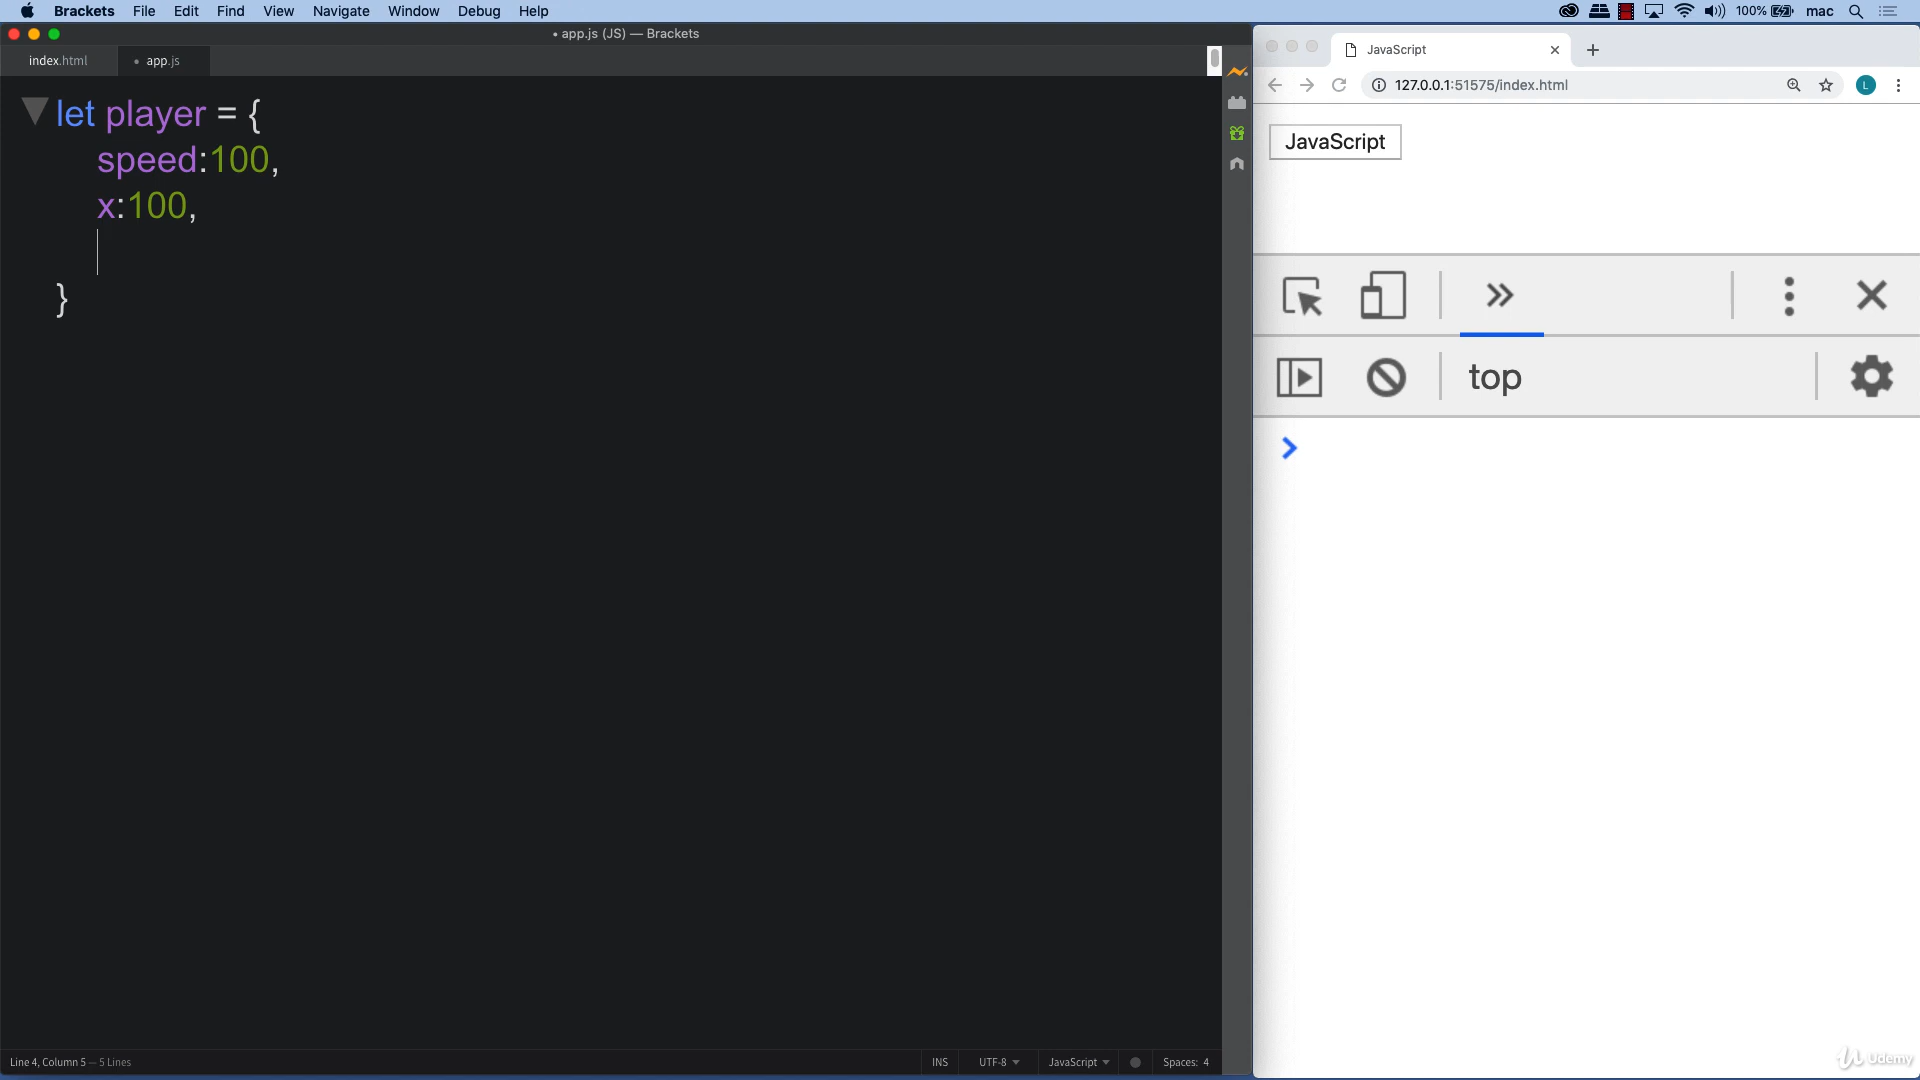 Brackets File Edit Find View Navigate Window Debug Help 100% mac
• app.js (JS) — Brackets
index.html • app.js
let player = {
speed:100,
x:100,
}
Line 4, Column 5 — 5 Lines
INS UTF-8 JavaScript Spaces: 4
JavaScript
127.0.0.1:51575/index.html L
JavaScript
top
Udemy